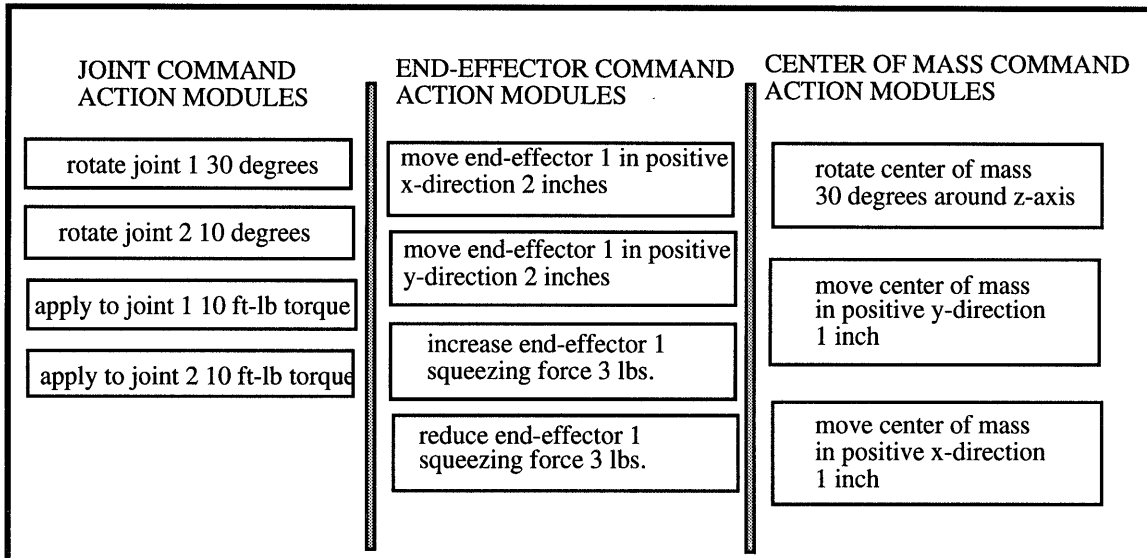 JOINT COMMAND
ACTION MODULES
rotate joint 1 30 degrees
rotate joint 2 10 degrees
apply to joint 1 10 ft-lb torque
apply to joint 2 10 ft-lb torque
END-EFFECTOR COMMAND
ACTION MODULES
move end-effector 1 in positive
x-direction 2 inches
move end-effector 1 in positive
y-direction 2 inches
increase end-effector 1
squeezing force 3 lbs.
reduce end-effector 1
squeezing force 3 lbs.
CENTER OF MASS COMMAND
ACTION MODULES
rotate center of mass
30 degrees around z-axis
move center of mass
in positive y-direction
1 inch
move center of mass
in positive x-direction
1 inch